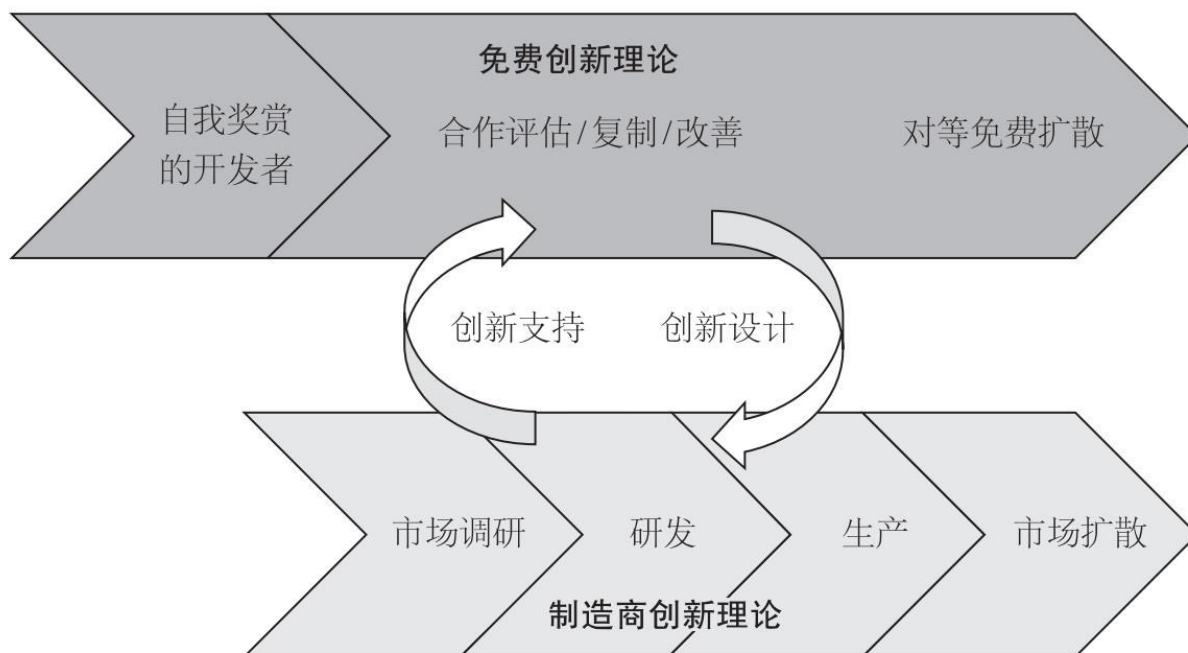 免费创新理论
自我奖赏
的开发者
合作评估/复制/改善
对等免费扩散
创新支持
创新设计
市场调研
研发
生产
市场扩散
制造商创新理论